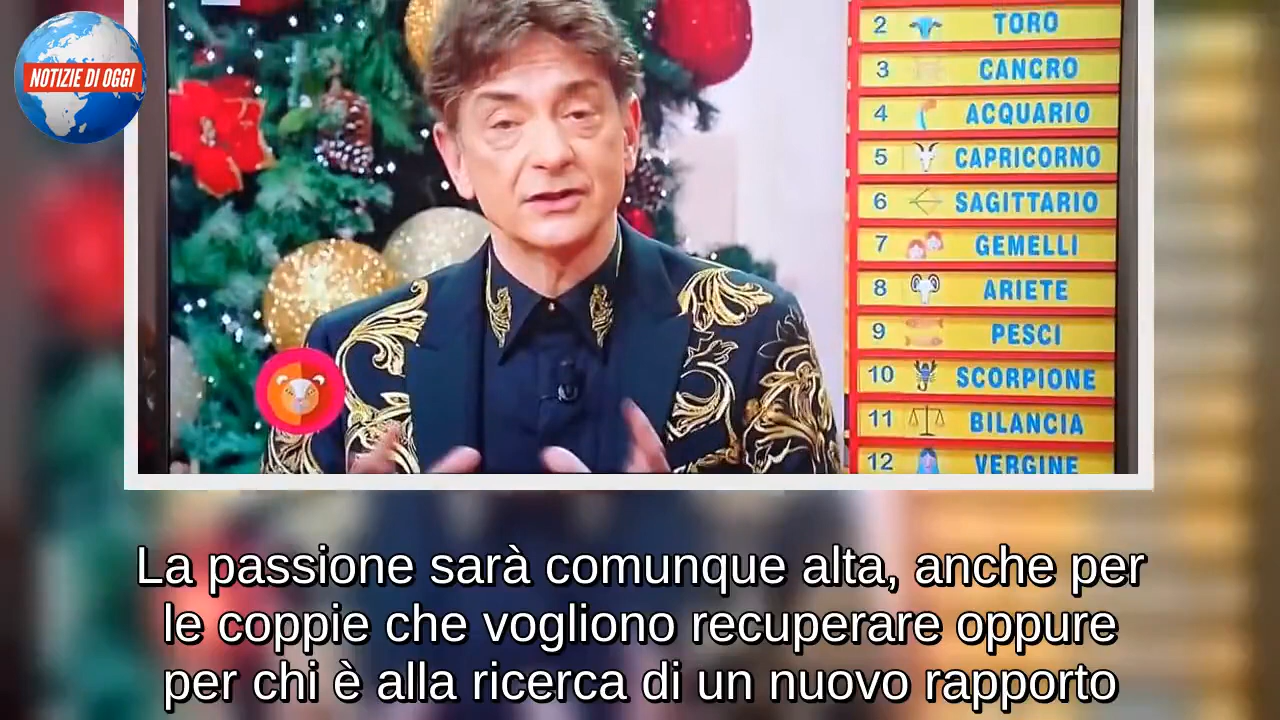 NOTIZIE DI OGGI
2 TORO
3 CANCRO
4 ACQUARIO
5 CAPRICORNO
6 SAGITTARIO
7 GEMELLI
8 ARIETE
9 PESCI
10 SCORPIONE
11 BILANCIA
12 VERGINE
La passione sarà comunque alta, anche per
le coppie che vogliono recuperare oppure
per chi è alla ricerca di un nuovo rapporto